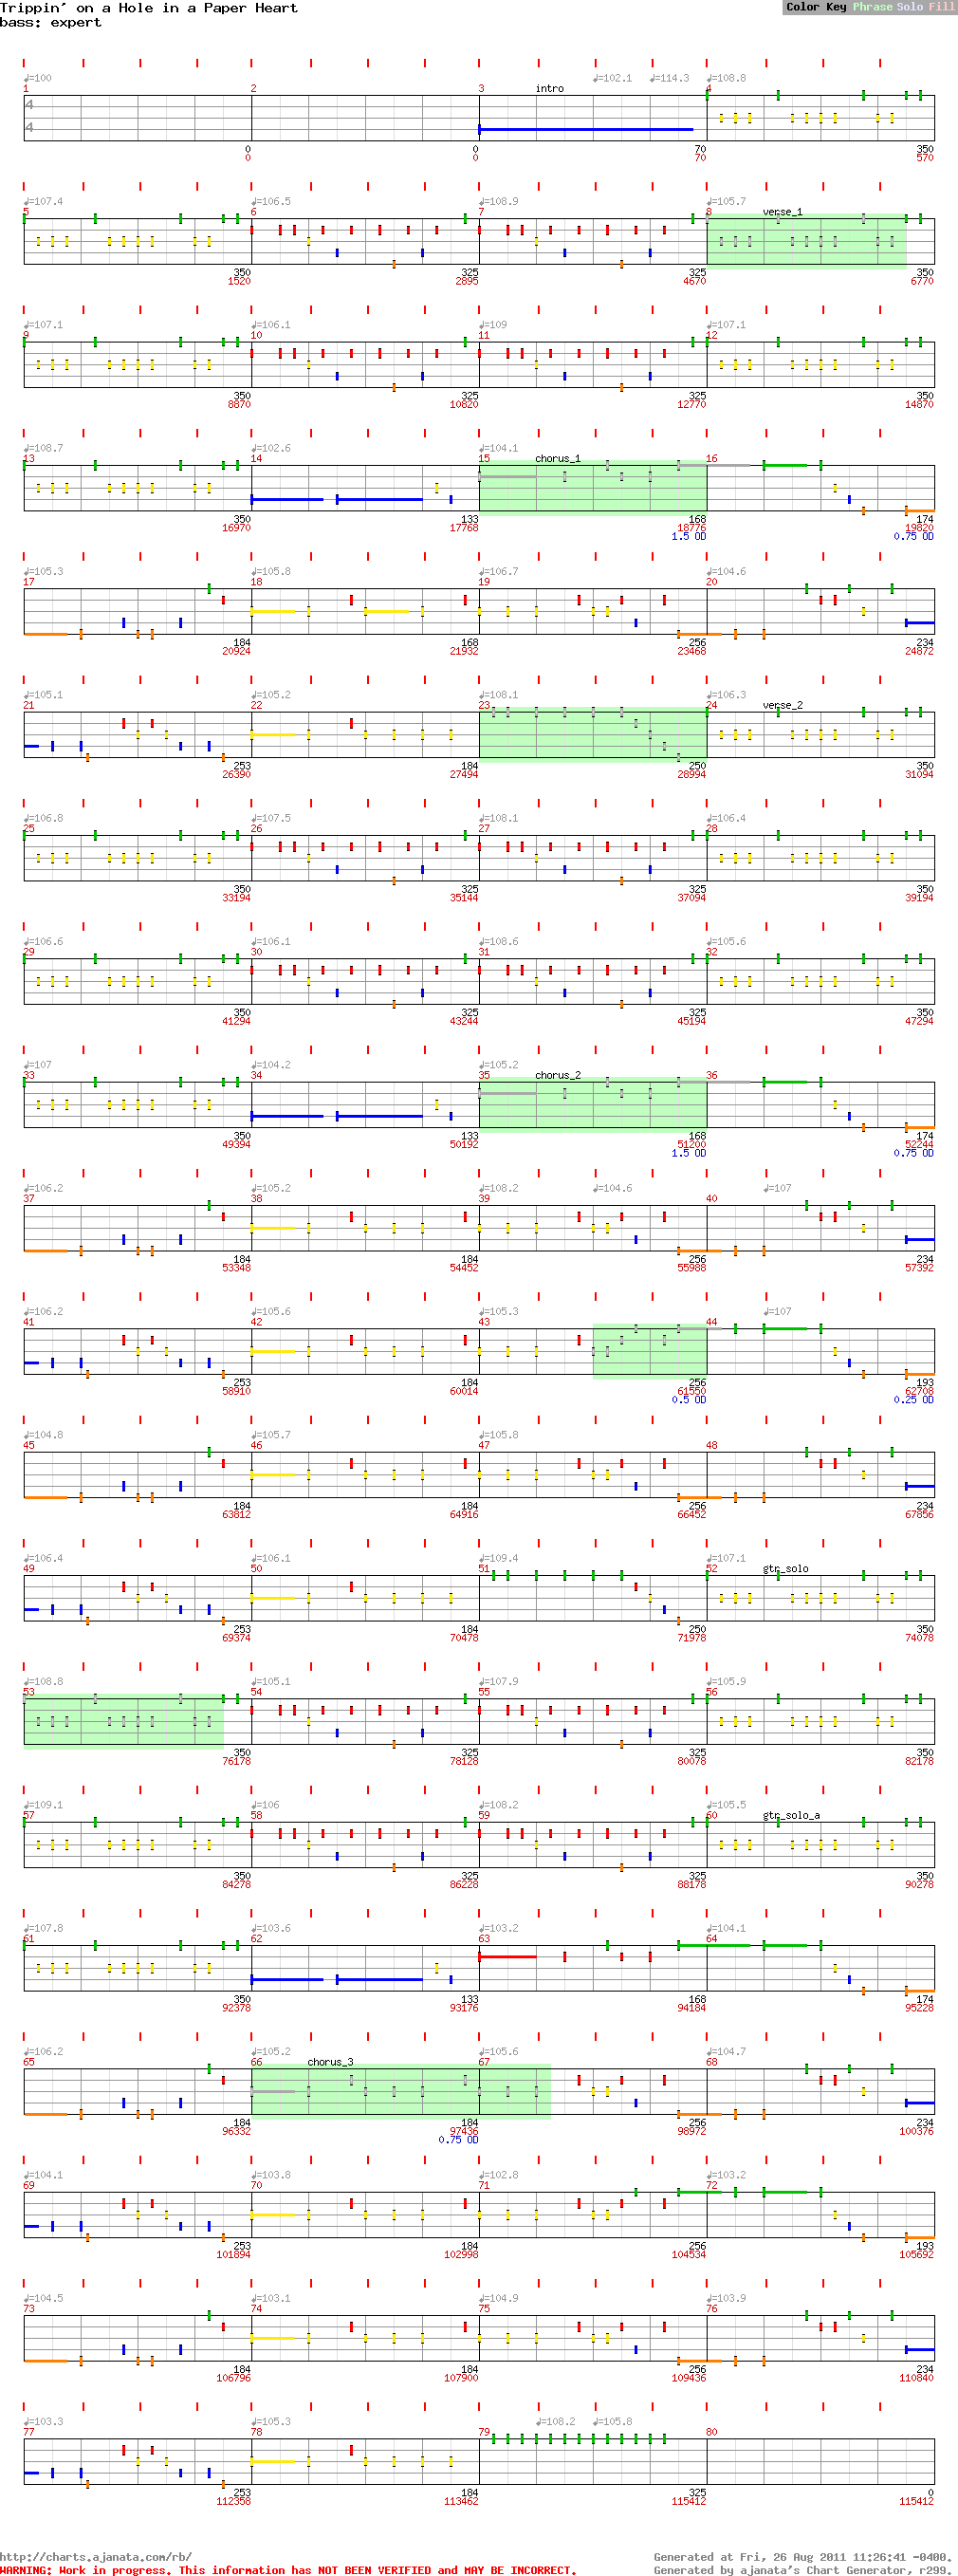 Trippin' on a Hole in a Paper Heart
Color Key Phrase Solo Fill
bass: expert
♩=100 ♩=102.1 ♩=114.3 ♩=108.8
1 2 3 intro 4
4
4
0 0 70 350
0 0 70 570
♩=107.4 ♩=106.5 ♩=108.9 ♩=105.7
5 6 7 8 verse_1
350 325 325 350
1520 2895 4670 6770
♩=107.1 ♩=106.1 ♩=109 ♩=107.1
9 10 11 12
350 325 325 350
8870 10820 12770 14870
♩=108.7 ♩=102.6 ♩=104.1
13 14 15 chorus_1 16
350 133 168 174
16970 17768 18776 19820
1.5 OD 0.75 OD
♩=105.3 ♩=105.8 ♩=106.7 ♩=104.6
17 18 19 20
184 168 256 234
20924 21932 23468 24872
♩=105.1 ♩=105.2 ♩=108.1 ♩=106.3
21 22 23 24 verse_2
253 184 250 350
26390 27494 28994 31094
♩=106.8 ♩=107.5 ♩=108.1 ♩=106.4
25 26 27 28
350 325 325 350
33194 35144 37094 39194
♩=106.6 ♩=106.1 ♩=108.6 ♩=105.6
29 30 31 32
350 325 325 350
41294 43244 45194 47294
♩=107 ♩=104.2 ♩=105.2
33 34 35 chorus_2 36
350 133 168 174
49394 50192 51200 52244
1.5 OD 0.75 OD
♩=106.2 ♩=105.2 ♩=108.2 ♩=104.6 ♩=107
37 38 39 40
184 184 256 234
53348 54452 55988 57392
♩=106.2 ♩=105.6 ♩=105.3 ♩=107
41 42 43 44
253 184 256 193
58910 60014 61550 62708
0.5 OD 0.25 OD
♩=104.8 ♩=105.7 ♩=105.8
45 46 47 48
184 184 256 234
63812 64916 66452 67856
♩=106.4 ♩=106.1 ♩=109.4 ♩=107.1
49 50 51 52 gtr_solo
253 184 250 350
69374 70478 71978 74078
♩=108.8 ♩=105.1 ♩=107.9 ♩=105.9
53 54 55 56
350 325 325 350
76178 78128 80078 82178
♩=109.1 ♩=106 ♩=108.2 ♩=105.5
57 58 59 60 gtr_solo_a
350 325 325 350
84278 86228 88178 90278
♩=107.8 ♩=103.6 ♩=103.2 ♩=104.1
61 62 63 64
350 133 168 174
92378 93176 94184 95228
♩=106.2 ♩=105.2 ♩=105.6 ♩=104.7
65 66 chorus_3 67 68
184 184 256 234
96332 97436 98972 100376
0.75 OD
♩=104.1 ♩=103.8 ♩=102.8 ♩=103.2
69 70 71 72
253 184 256 193
101894 102998 104534 105692
♩=104.5 ♩=103.1 ♩=104.9 ♩=103.9
73 74 75 76
184 184 256 234
106796 107900 109436 110840
♩=103.3 ♩=105.3 ♩=108.2 ♩=105.8
77 78 79 80
253 184 325 0
112358 113462 115412 115412
http://charts.ajanata.com/rb/
Generated at Fri, 26 Aug 2011 11:26:41 -0400.
WARNING: Work in progress. This information has NOT BEEN VERIFIED and MAY BE INCORRECT.
Generated by ajanata's Chart Generator, r299.